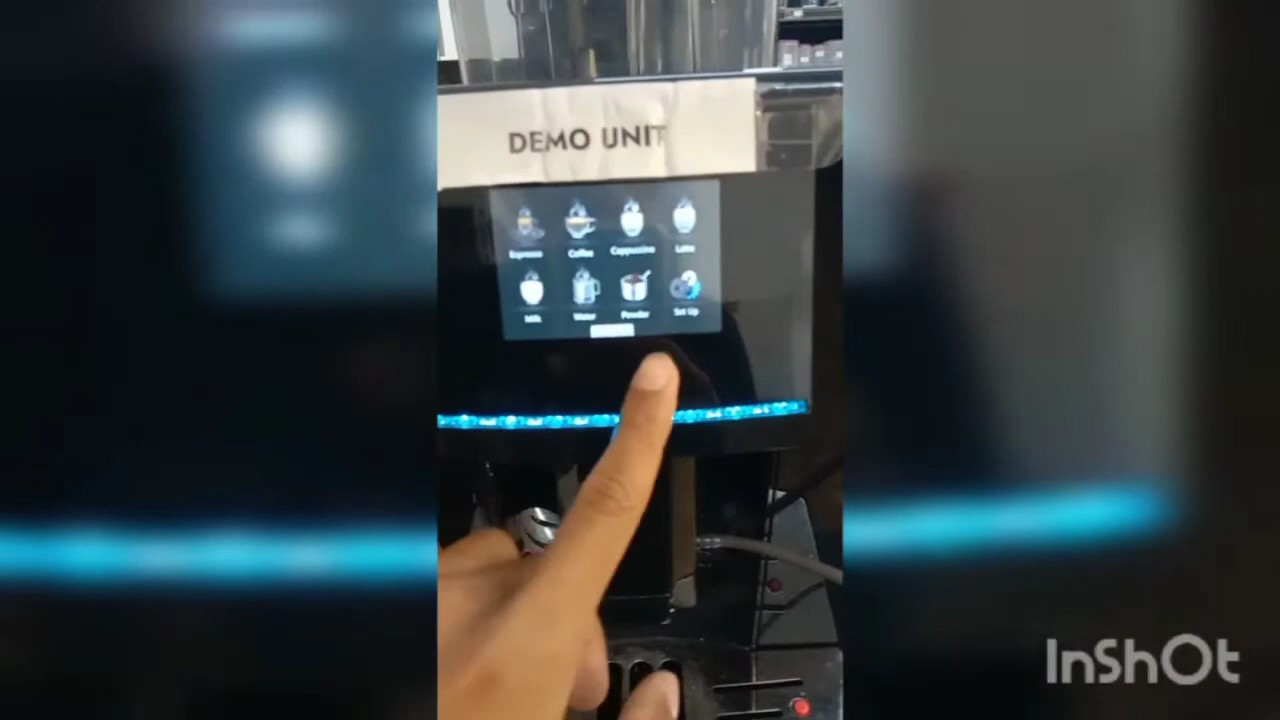 DEMO UNIT
Espresso Coffee Cappuccino Latte
Milk Water Powder Set Up
InShOt